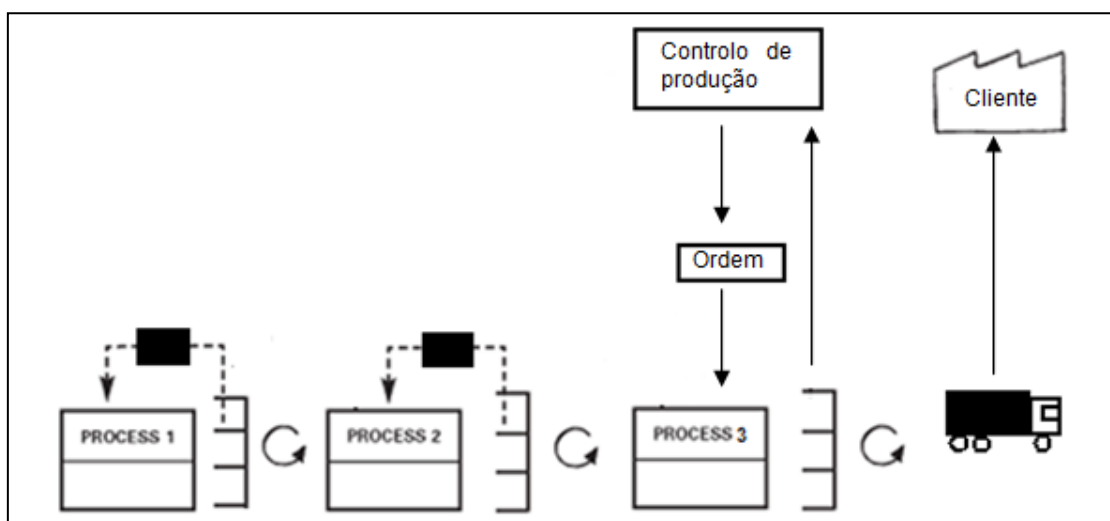 Controlo de
produção
Cliente
Ordem
PROCESS 1
PROCESS 2
PROCESS 3